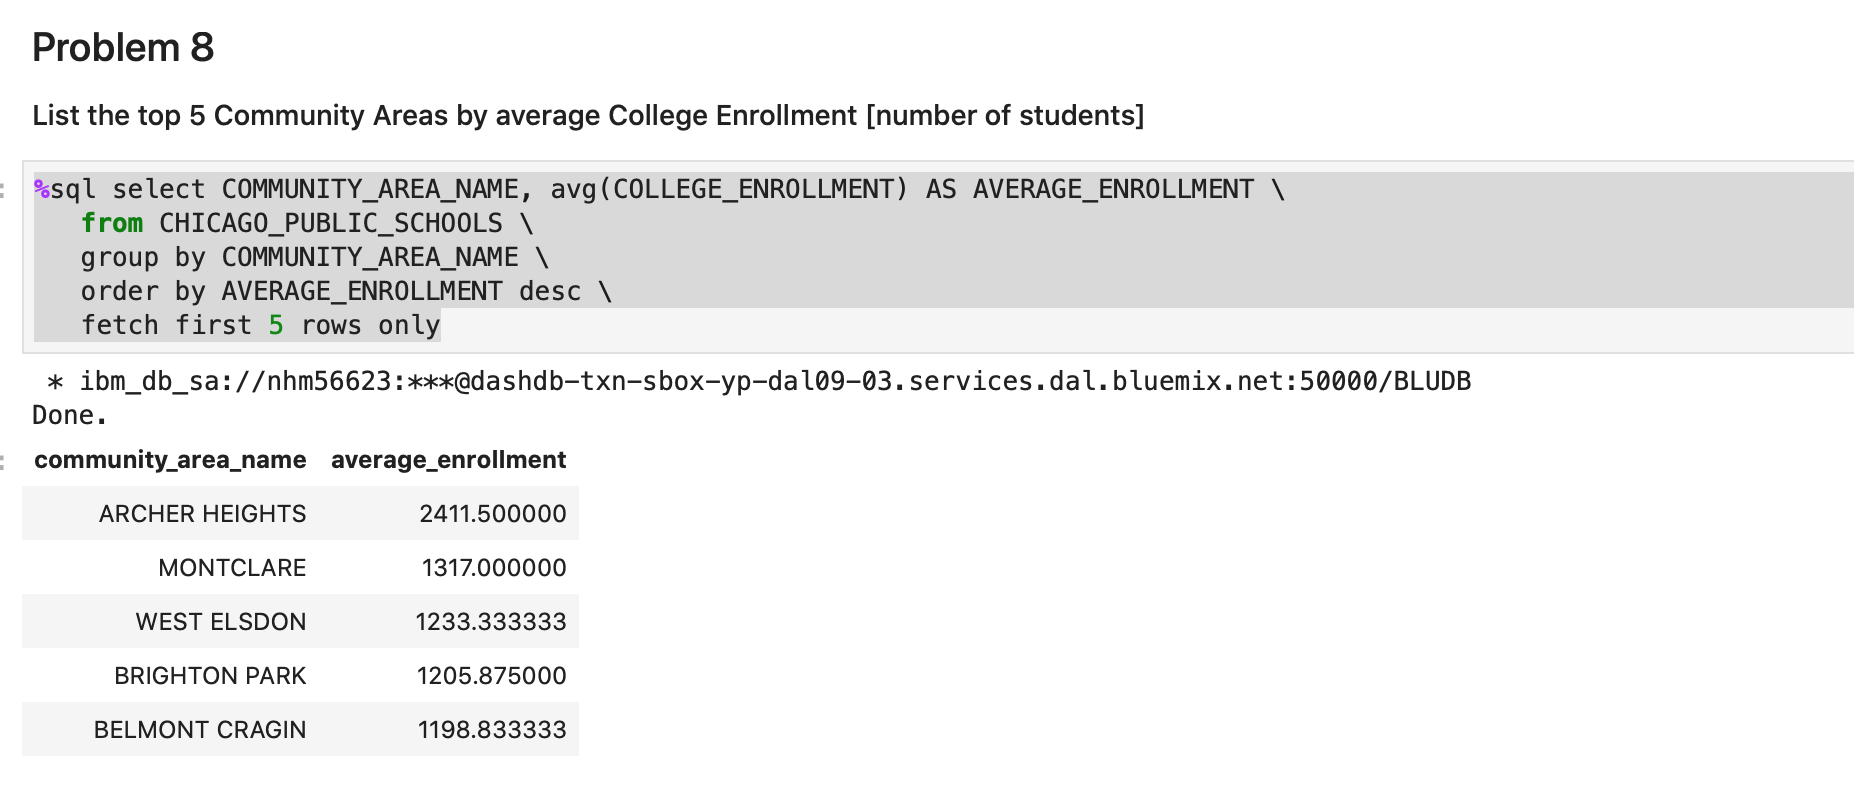 Problem 8
List the top 5 Community Areas by average College Enrollment [number of students]
%sql select COMMUNITY_AREA_NAME, avg(COLLEGE_ENROLLMENT) AS AVERAGE_ENROLLMENT \
from CHICAGO_PUBLIC_SCHOOLS \
group by COMMUNITY_AREA_NAME \
order by AVERAGE_ENROLLMENT desc \
fetch first 5 rows only
* ibm_db_sa://nhm56623:***@dashdb-txn-sbox-yp-dal09-03.services.dal.bluemix.net:50000/BLUDB
Done.
community_area_name average_enrollment
ARCHER HEIGHTS 2411.500000
MONTCLARE 1317.000000
WEST ELSDON 1233.333333
BRIGHTON PARK 1205.875000
BELMONT CRAGIN 1198.833333